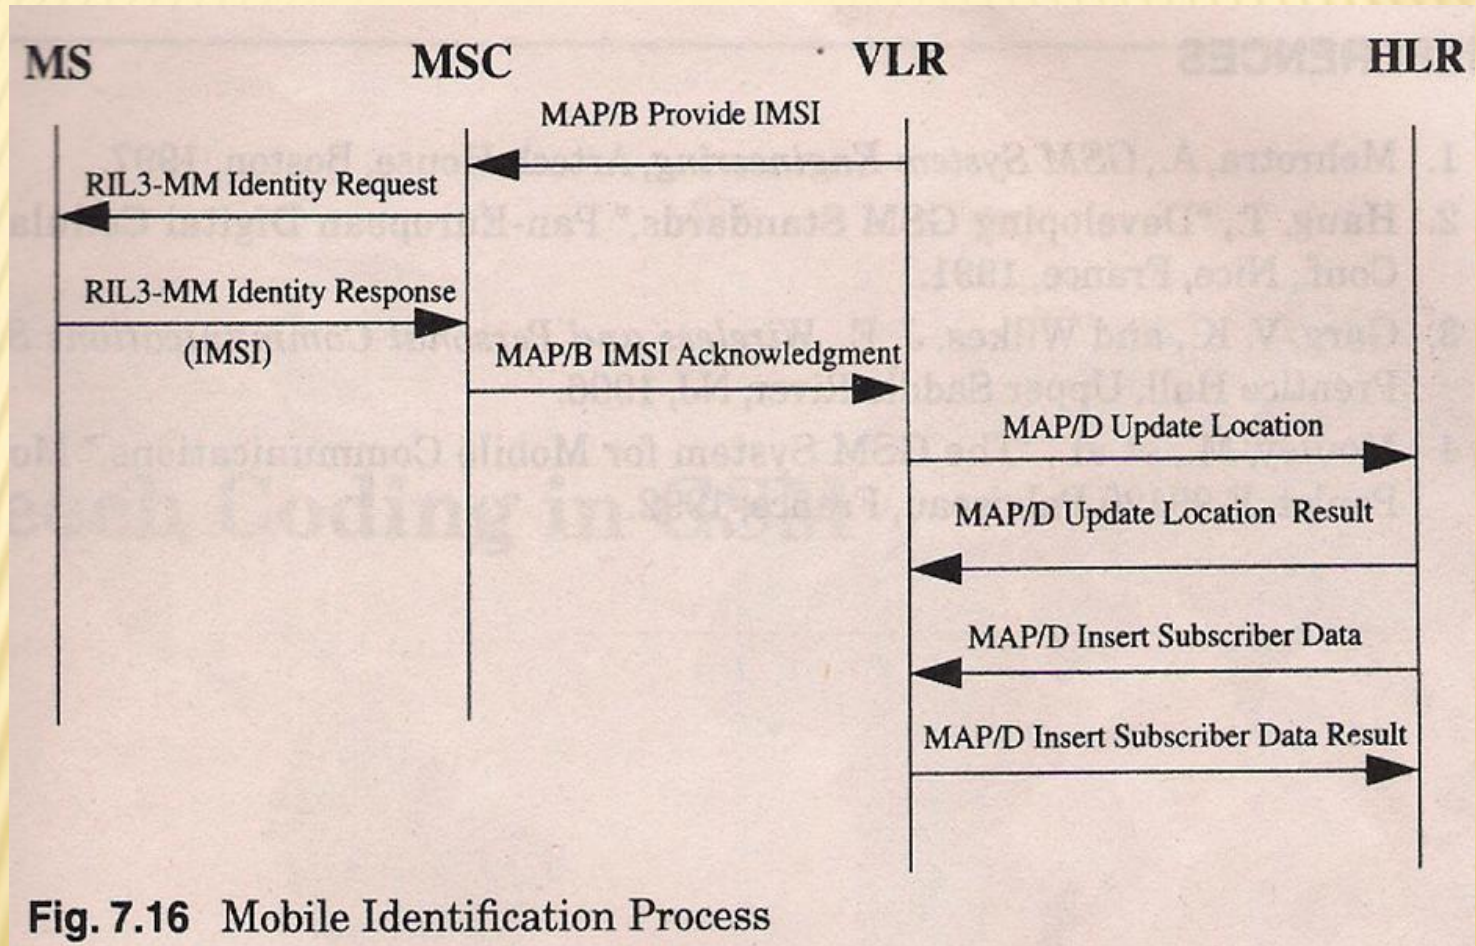 MS MSC VLR HLR
MAP/B Provide IMSI
RIL3-MM Identity Request
RIL3-MM Identity Response
(IMSI)
MAP/B IMSI Acknowledgment
MAP/D Update Location
MAP/D Update Location Result
MAP/D Insert Subscriber Data
MAP/D Insert Subscriber Data Result
Fig. 7.16 Mobile Identification Process